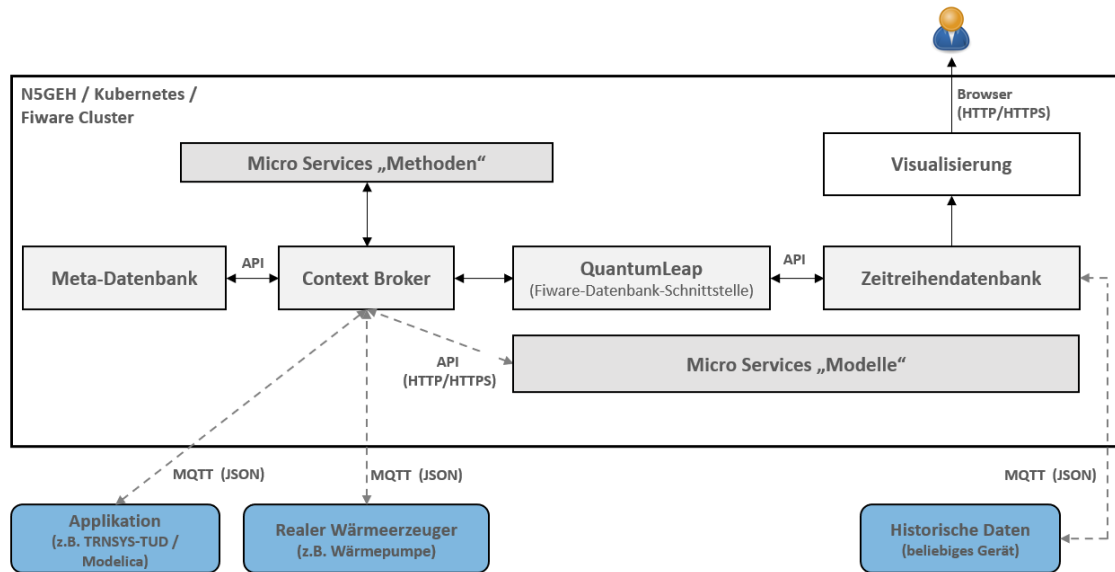 N5GEH / Kubernetes /
Fiware Cluster
Browser
(HTTP/HTTPS)
Micro Services „Methoden“
Visualisierung
Meta-Datenbank
API
Context Broker
QuantumLeap
(Fiware-Datenbank-Schnittstelle)
API
Zeitreihendatenbank
API
(HTTP/HTTPS)
Micro Services „Modelle“
MQTT (JSON)
MQTT (JSON)
MQTT (JSON)
Applikation
(z.B. TRNSYS-TUD /
Modelica)
Realer Wärmeerzeuger
(z.B. Wärmepumpe)
Historische Daten
(beliebiges Gerät)